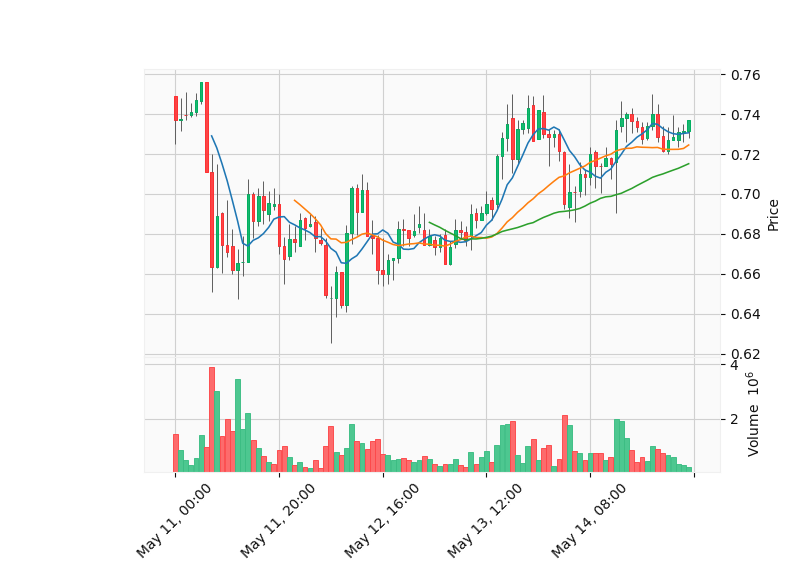 0.76
0.74
0.72
0.70
0.68
0.66
0.64
0.62
Price
4
2
Volume 10^6
May 11, 00:00
May 11, 20:00
May 12, 16:00
May 13, 12:00
May 14, 08:00